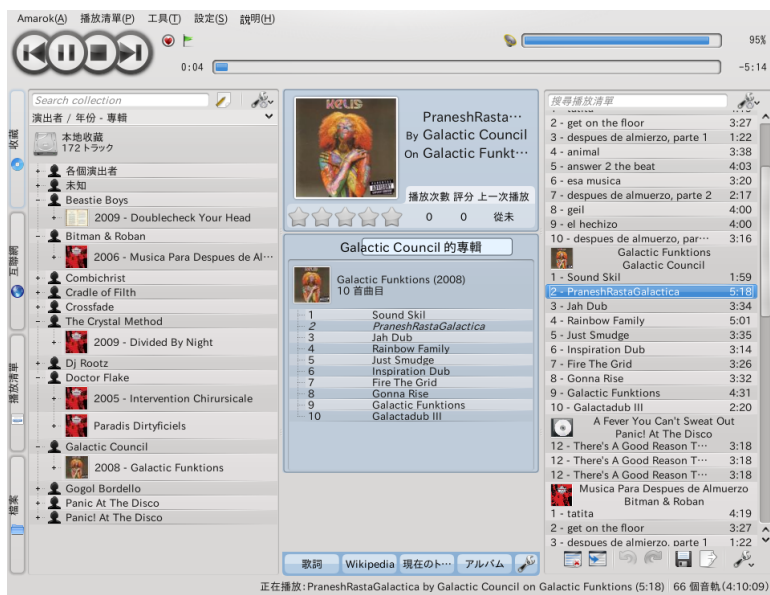 Amarok(A) 播放清單(P) 工具(T) 設定(S) 說明(H)
95%
0:04
-5:14
收藏
互聯網
播放清單
檔案
Search collection
演出者 / 年份 - 專輯
本地收藏
172 トラック
各個演出者
未知
Beastie Boys
2009 - Doublecheck Your Head
Bitman & Roban
2006 - Musica Para Despues de Al…
Combichrist
Cradle of Filth
Crossfade
The Crystal Method
2009 - Divided By Night
Dj Rootz
Doctor Flake
2005 - Intervention Chirursicale
Paradis Dirtyficiels
Galactic Council
2008 - Galactic Funktions
Gogol Bordello
Panic At The Disco
Panic! At The Disco
KELIS
PraneshRasta…
By Galactic Council
On Galactic Funkt…
播放次數 評分 上一次播放
0 0 從未
Galactic Council 的專輯
Galactic Funktions (2008)
10 首曲目
1 Sound Skil
2 PraneshRastaGalactica
3 Jah Dub
4 Rainbow Family
5 Just Smugde
6 Inspiration Dub
7 Fire The Grid
8 Gonna Rise
9 Galactic Funktions
10 Galactadub III
歌詞 Wikipedia 現在のト… アルバム
搜尋播放清單
2 - get on the floor 3:27
3 - despues de almierzo, parte 1 1:22
4 - animal 3:38
5 - answer 2 the beat 4:03
6 - esa musica 3:20
7 - despues de almuerzo, parte 2 2:17
8 - geil 4:00
9 - el hechizo 4:00
10 - despues de almuerzo, par… 3:16
Galactic Funktions
Galactic Council
1 - Sound Skil 1:59
2 - PraneshRastaGalactica 5:18
3 - Jah Dub 3:34
4 - Rainbow Family 5:01
5 - Just Smugde 3:35
6 - Inspiration Dub 3:14
7 - Fire The Grid 3:26
8 - Gonna Rise 3:32
9 - Galactic Funktions 4:31
10 - Galactadub III 2:20
A Fever You Can't Sweat Out
Panic! At The Disco
12 - There's A Good Reason T… 3:18
12 - There's A Good Reason T… 3:18
12 - There's A Good Reason T… 3:18
Musica Para Despues de Almuerzo
Bitman & Roban
1 - tatita 4:19
2 - get on the floor 3:27
3 - despues de almierzo, parte 1 1:22
正在播放:PraneshRastaGalactica by Galactic Council on Galactic Funktions (5:18) 66 個音軌(4:10:09)